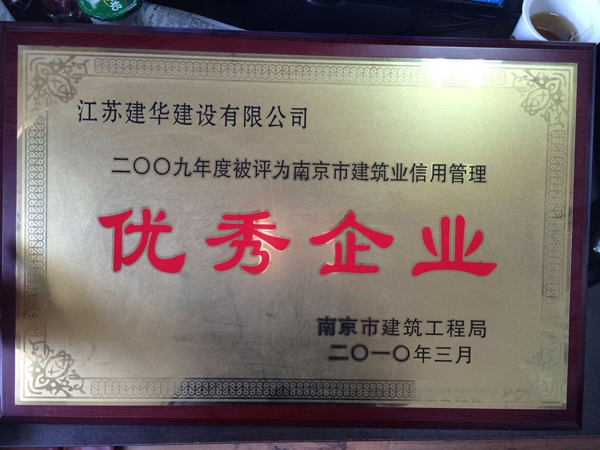 江苏建华建设有限公司
二〇〇九年度被评为南京市建筑业信用管理
优秀企业
南京市建筑工程局
二〇一〇年三月